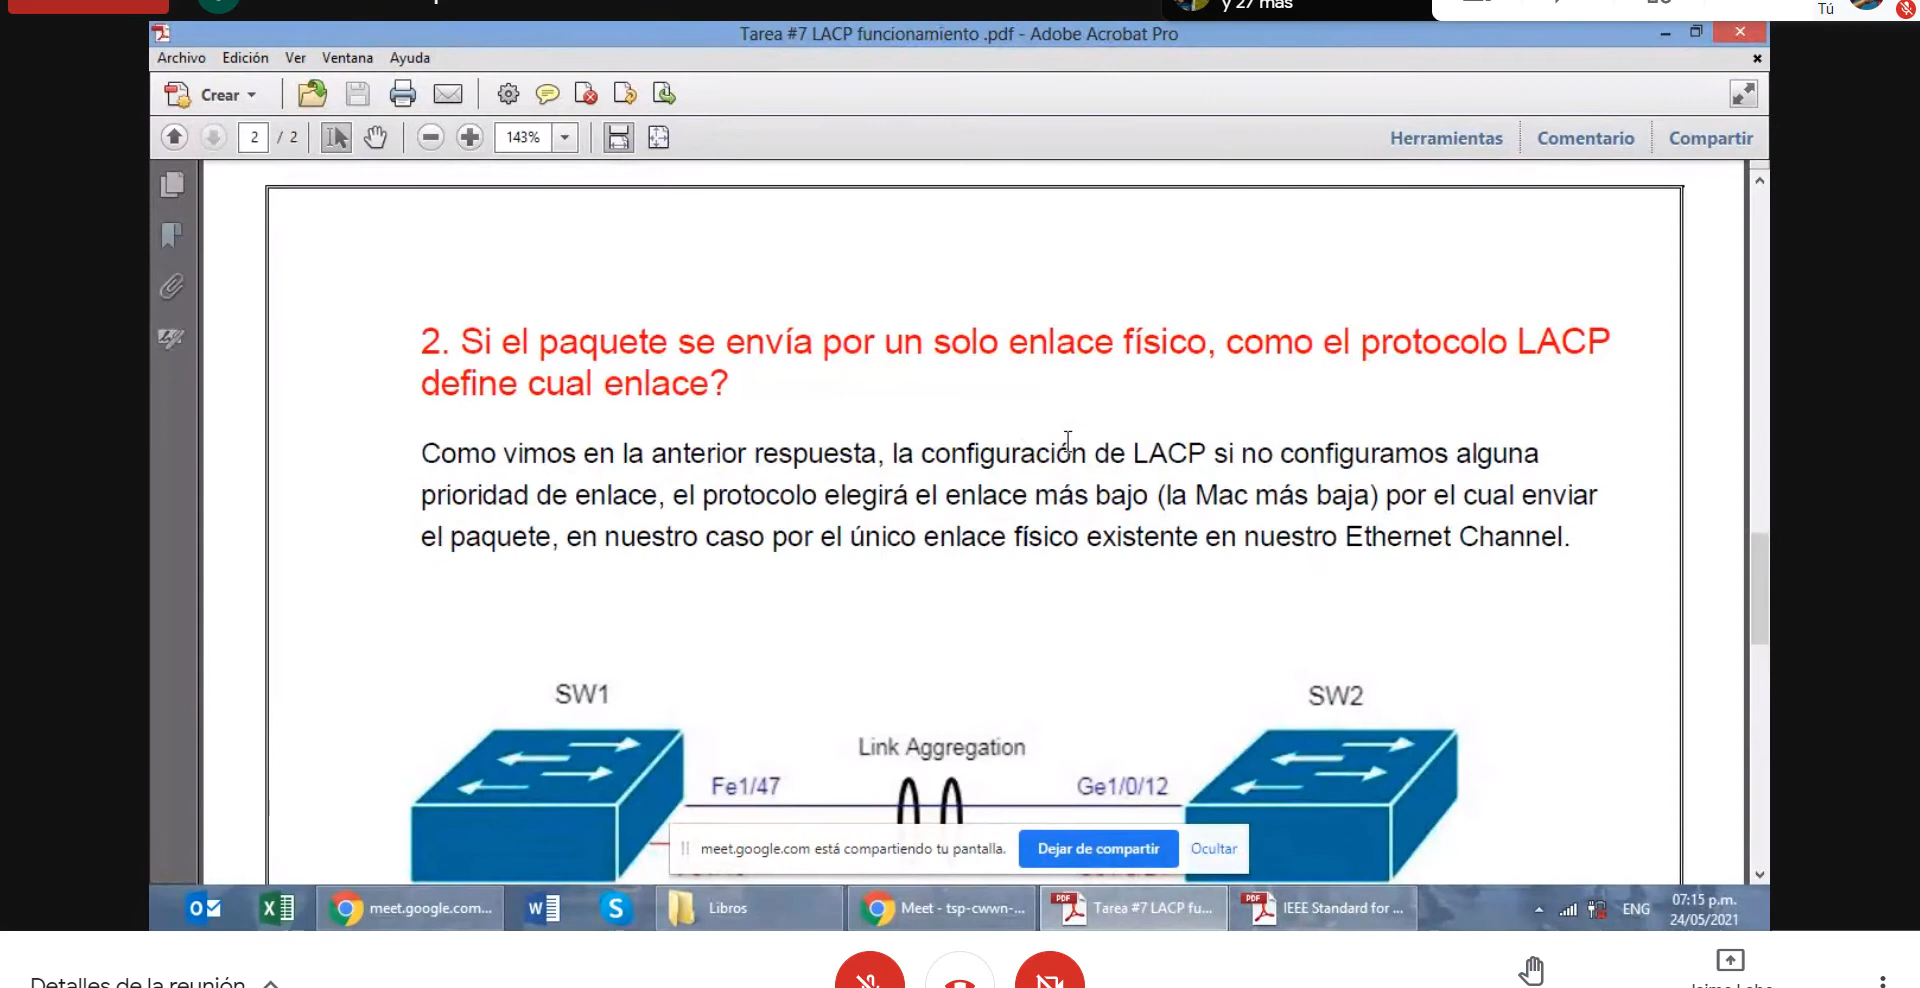 y 27 más
Tú
Tarea #7 LACP funcionamiento .pdf - Adobe Acrobat Pro
Archivo Edición Ver Ventana Ayuda
Crear
2 / 2 143% Herramientas Comentario Compartir
2. Si el paquete se envía por un solo enlace físico, como el protocolo LACP
define cual enlace?
Como vimos en la anterior respuesta, la configuración de LACP si no configuramos alguna
prioridad de enlace, el protocolo elegirá el enlace más bajo (la Mac más baja) por el cual enviar
el paquete, en nuestro caso por el único enlace físico existente en nuestro Ethernet Channel.
SW1 SW2
Link Aggregation
Fe1/47 Ge1/0/12
meet.google.com está compartiendo tu pantalla. Dejar de compartir Ocultar
meet.google.com... Libros Meet - tsp-cwwn-... Tarea #7 LACP fu... IEEE Standard for ... ENG 07:15 p.m.
24/05/2021
Detalles de la reunión